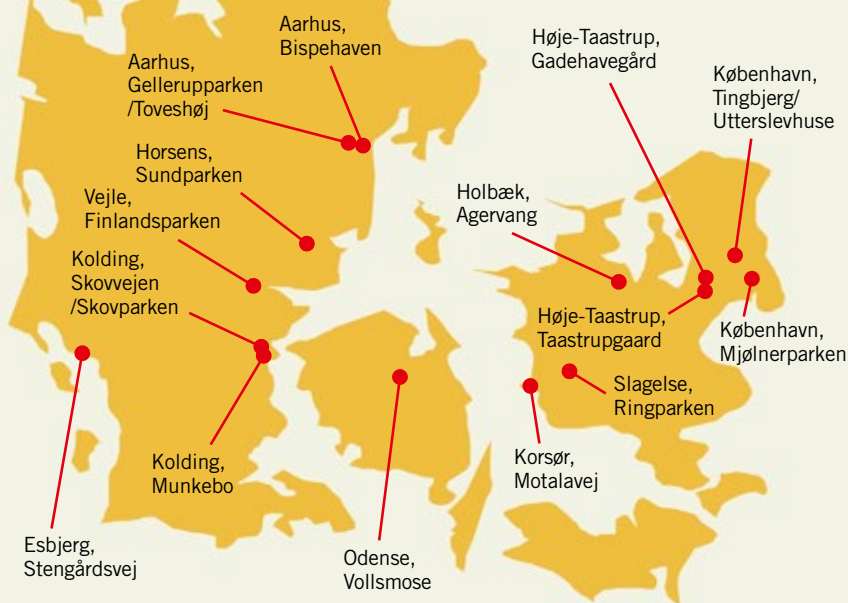 Aarhus,
Bispehaven
Aarhus,
Gellerupparken
/Toveshøj
Horsens,
Sundparken
Vejle,
Finlandsparken
Kolding,
Skovvejen
/Skovparken
Høje-Taastrup,
Gadehavegård
København,
Tingbjerg/
Utterslevhuse
Holbæk,
Agervang
Høje-Taastrup,
Taastrupgaard
København,
Mjølnerparken
Slagelse,
Ringparken
Korsør,
Motalavej
Kolding,
Munkebo
Esbjerg,
Stengårdsvej
Odense,
Vollsmose